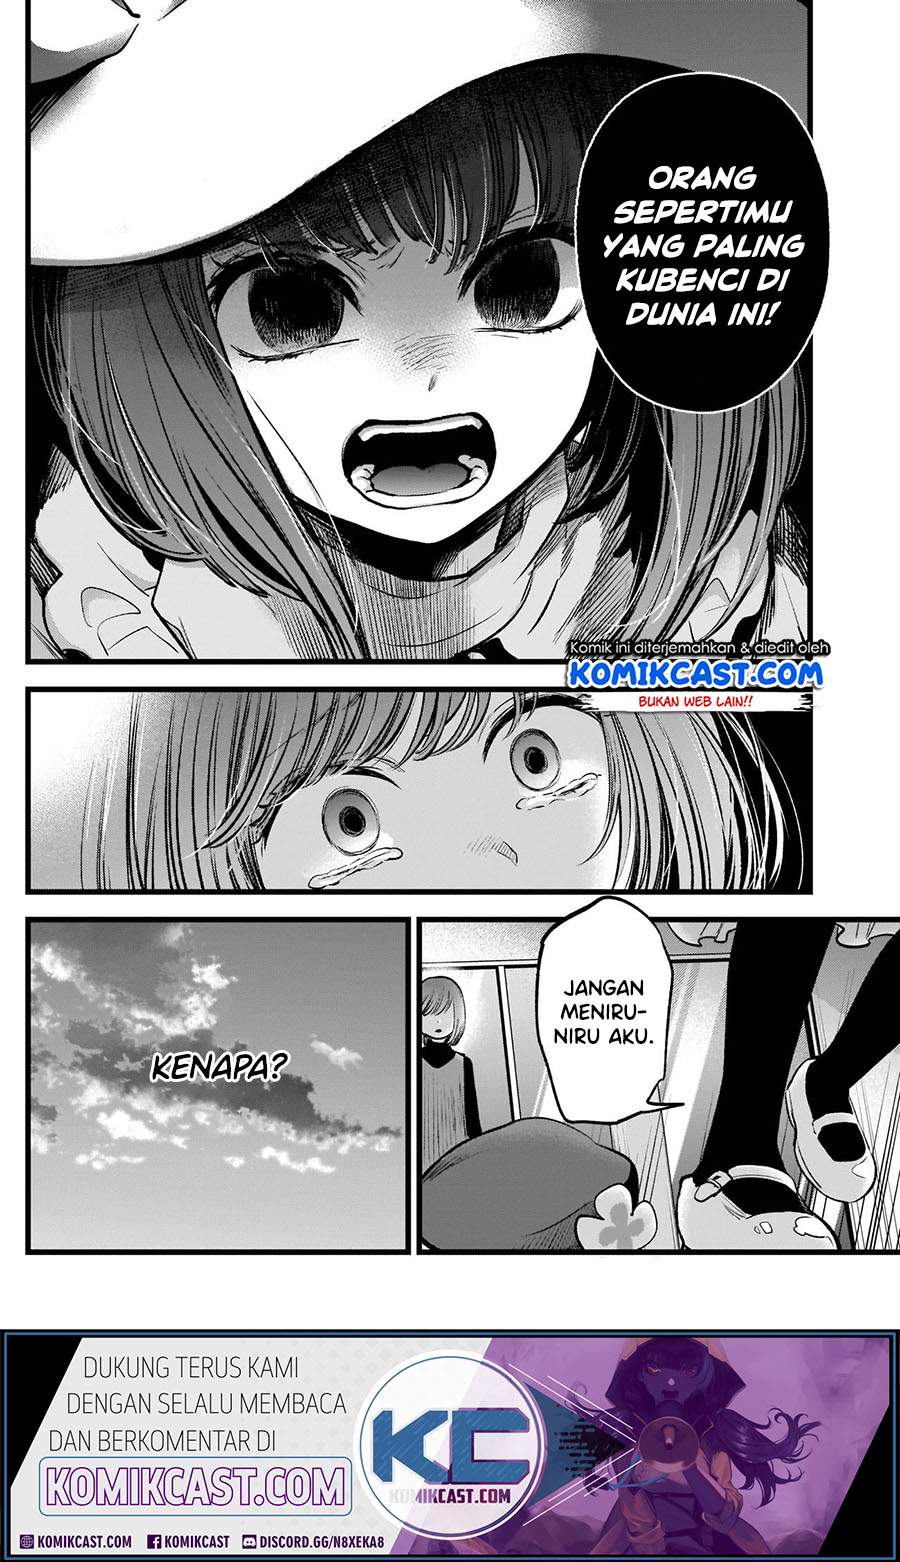 ORANG
SEPERTIMU
YANG PALING
KUBENCI DI
DUNIA INI!
Komik ini diterjemahkan & diedit oleh
KOMIKCAST.COM
BUKAN WEB LAIN!!
JANGAN
MENIRU-
NIRU AKU.
KENAPA?
DUKUNG TERUS KAMI
DENGAN SELALU MEMBACA
DAN BERKOMENTAR DI
KOMIKCAST.COM
KC
KOMIKCAST.COM
KOMIKCAST.COM KOMIKCAST DISCORD.GG/N8XEKA8